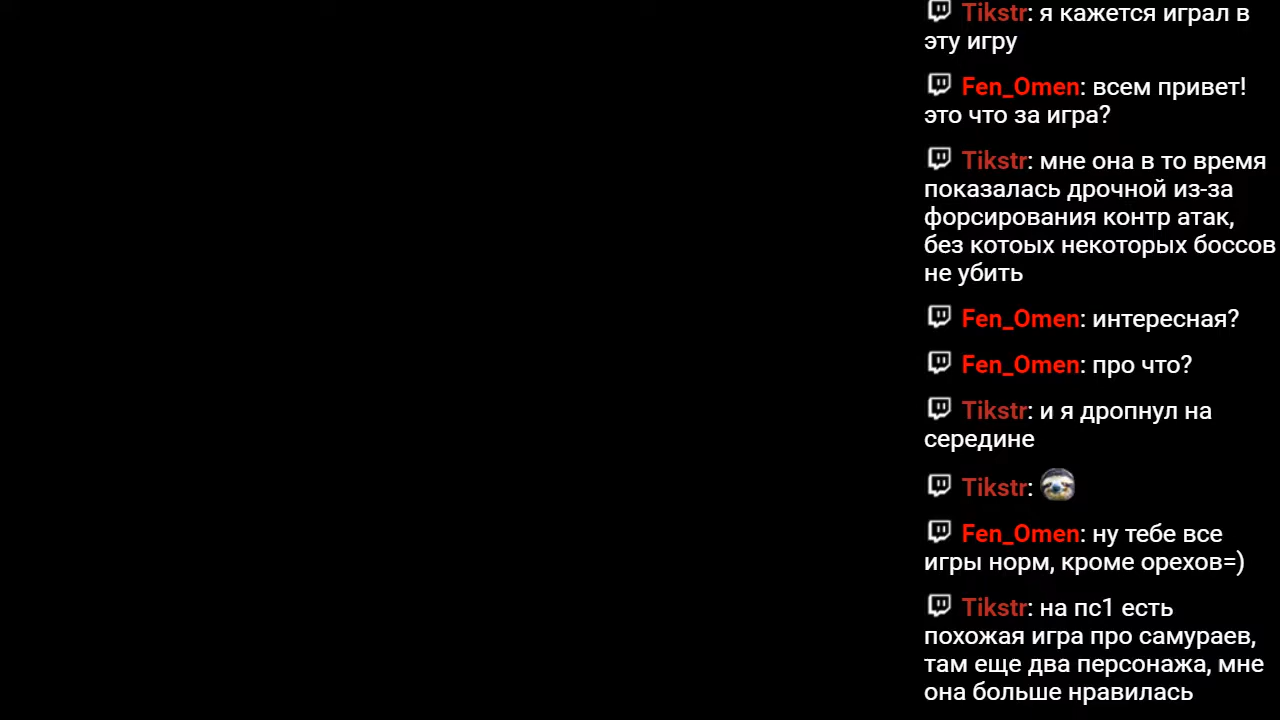 Tikstr: я кажется играл в
эту игру
Fen_Omen: всем привет!
это что за игра?
Tikstr: мне она в то время
показалась дрочной из-за
форсирования контр атак,
без котоых некоторых боссов
не убить
Fen_Omen: интересная?
Fen_Omen: про что?
Tikstr: и я дропнул на
середине
Tikstr:
Fen_Omen: ну тебе все
игры норм, кроме орехов=)
Tikstr: на пс1 есть
похожая игра про самураев,
там еще два персонажа, мне
она больше нравилась